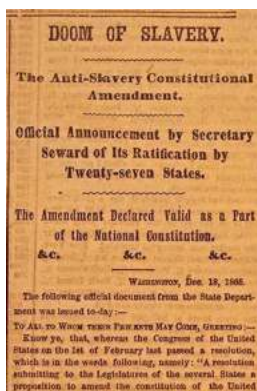 DOOM OF SLAVERY.
The Anti-Slavery Constitutional
Amendment.
Official Announcement by Secretary
Seward of Its Ratification by
Twenty-seven States.
The Amendment Declared Valid as a Part
of the National Constitution.
&c. &c. &c.
WASHINGTON, Dec. 18, 1865.
The following official document from the State Depart-
ment was issued to-day:—
TO ALL TO WHOM THESE PRESENTS MAY COME, GREETING:—
Know ye, that, whereas the Congress of the United
States on the 1st of February last passed a resolution,
which is in the words following, namely: "A resolution
submitting to the Legislatures of the several States a
proposition to amend the constitution of the United